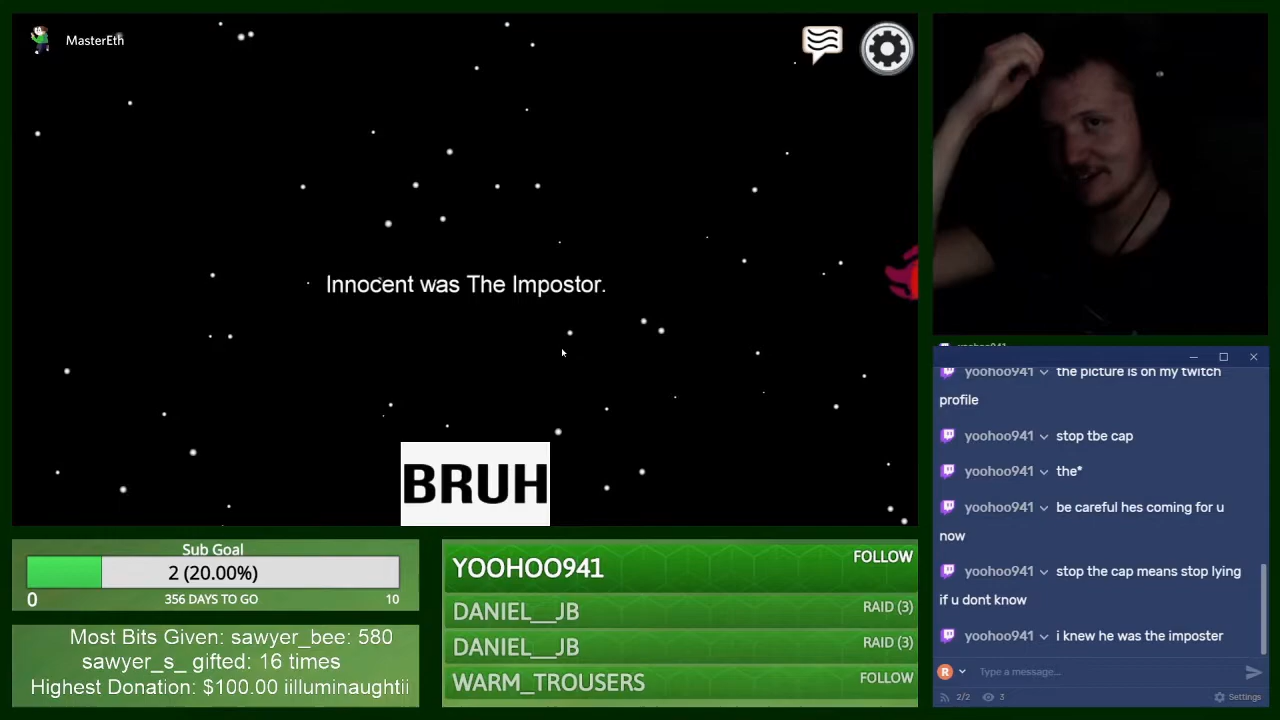 MasterEth
Innocent was The Impostor.
BRUH
Sub Goal
2 (20.00%)
0
356 DAYS TO GO
10
Most Bits Given: sawyer_bee: 580
sawyer_s_ gifted: 16 times
Highest Donation: $100.00 iilluminaughtii
YOOHOO941 FOLLOW
DANIEL__JB RAID (3)
DANIEL__JB RAID (3)
WARM_TROUSERS FOLLOW
yoohoo941 the picture is on my twitch
profile
yoohoo941 stop tbe cap
yoohoo941 the*
yoohoo941 be careful hes coming for u
now
yoohoo941 stop the cap means stop lying
if u dont know
yoohoo941 i knew he was the imposter
R Type a message...
2/2 3 Settings